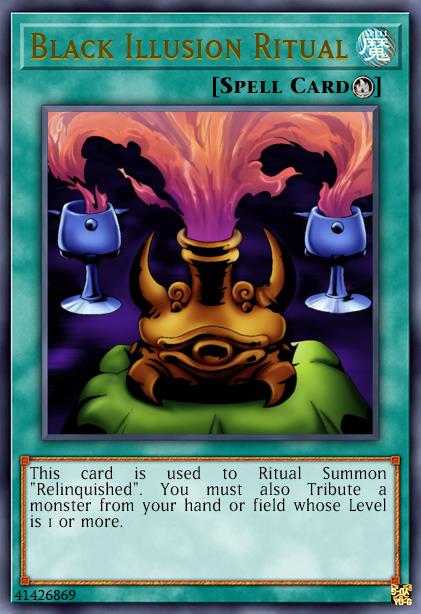 BLACK ILLUSION RITUAL
SPELL
魔
[SPELL CARD]
This card is used to Ritual Summon
"Relinquished". You must also Tribute a
monster from your hand or field whose Level
is 1 or more.
41426869